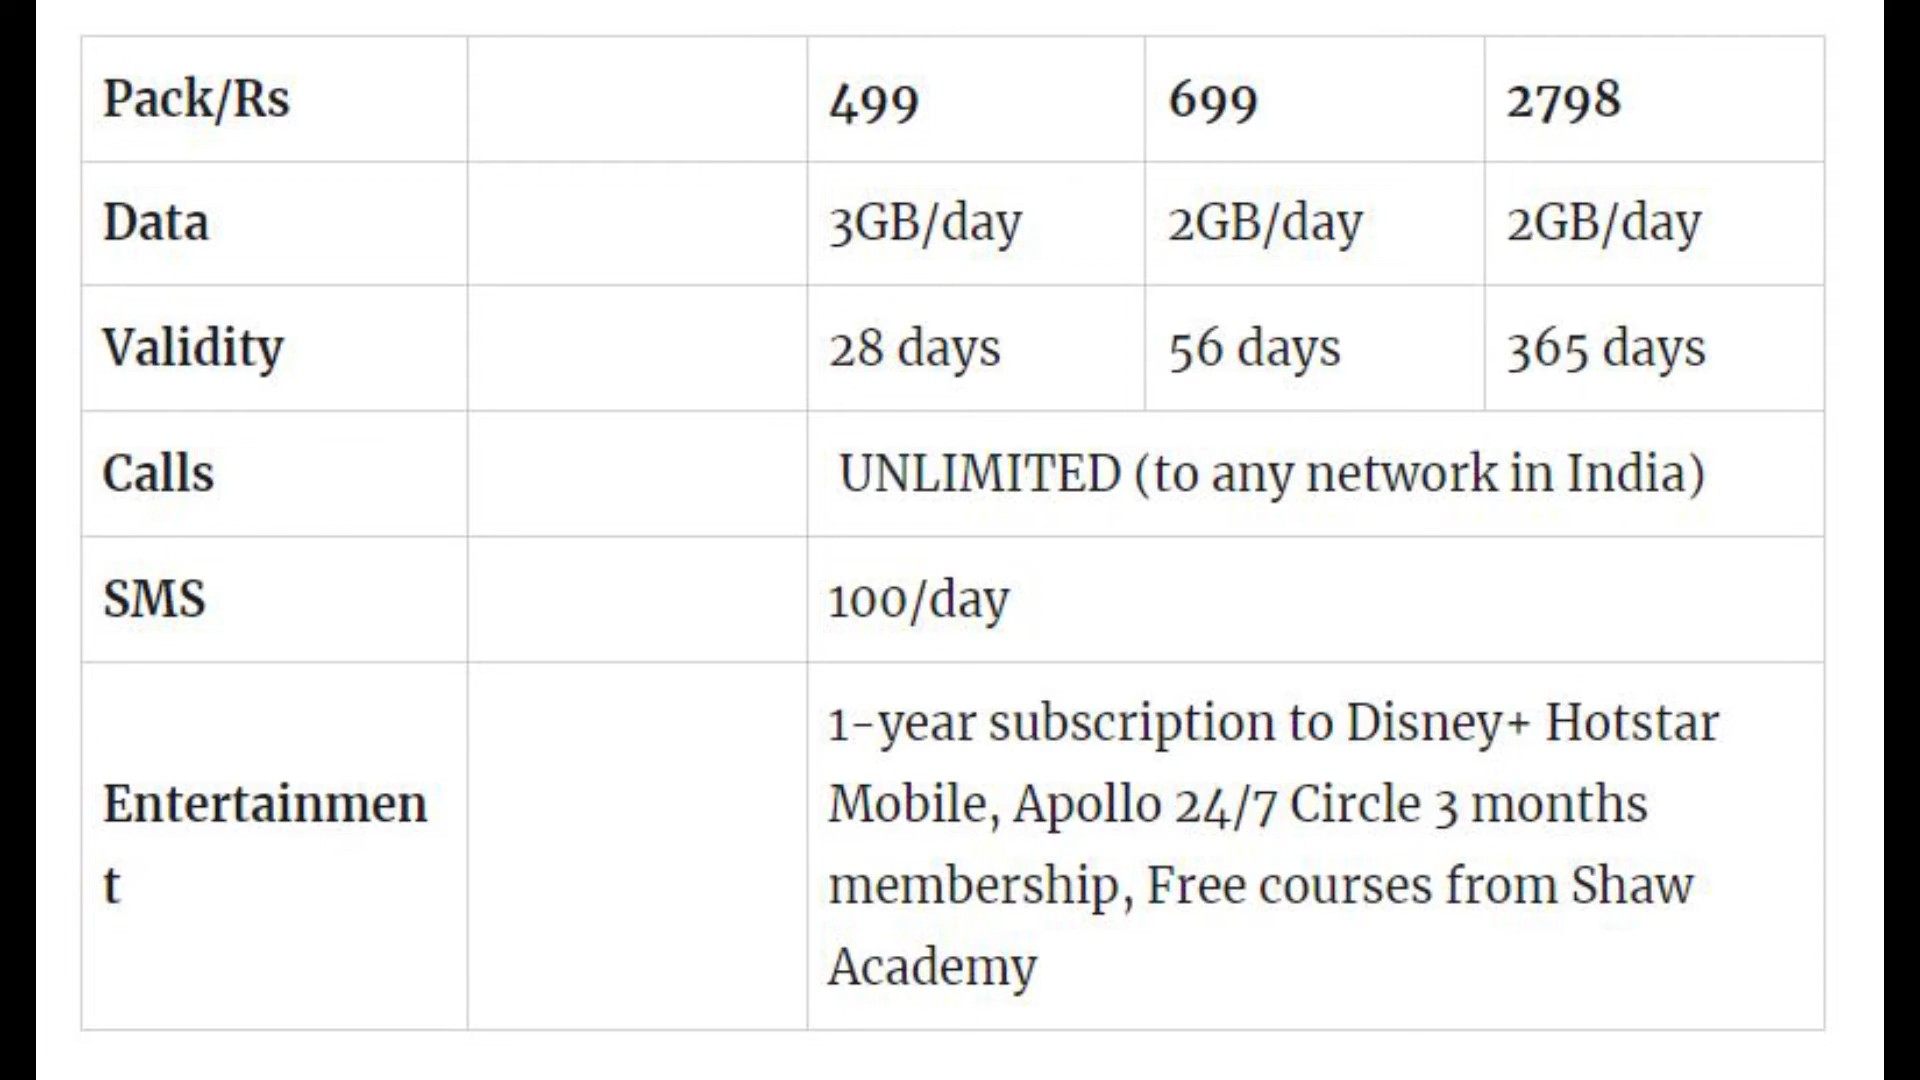 Pack/Rs 499 699 2798
Data 3GB/day 2GB/day 2GB/day
Validity 28 days 56 days 365 days
Calls UNLIMITED (to any network in India)
SMS 100/day
Entertainmen
t
1-year subscription to Disney+ Hotstar
Mobile, Apollo 24/7 Circle 3 months
membership, Free courses from Shaw
Academy